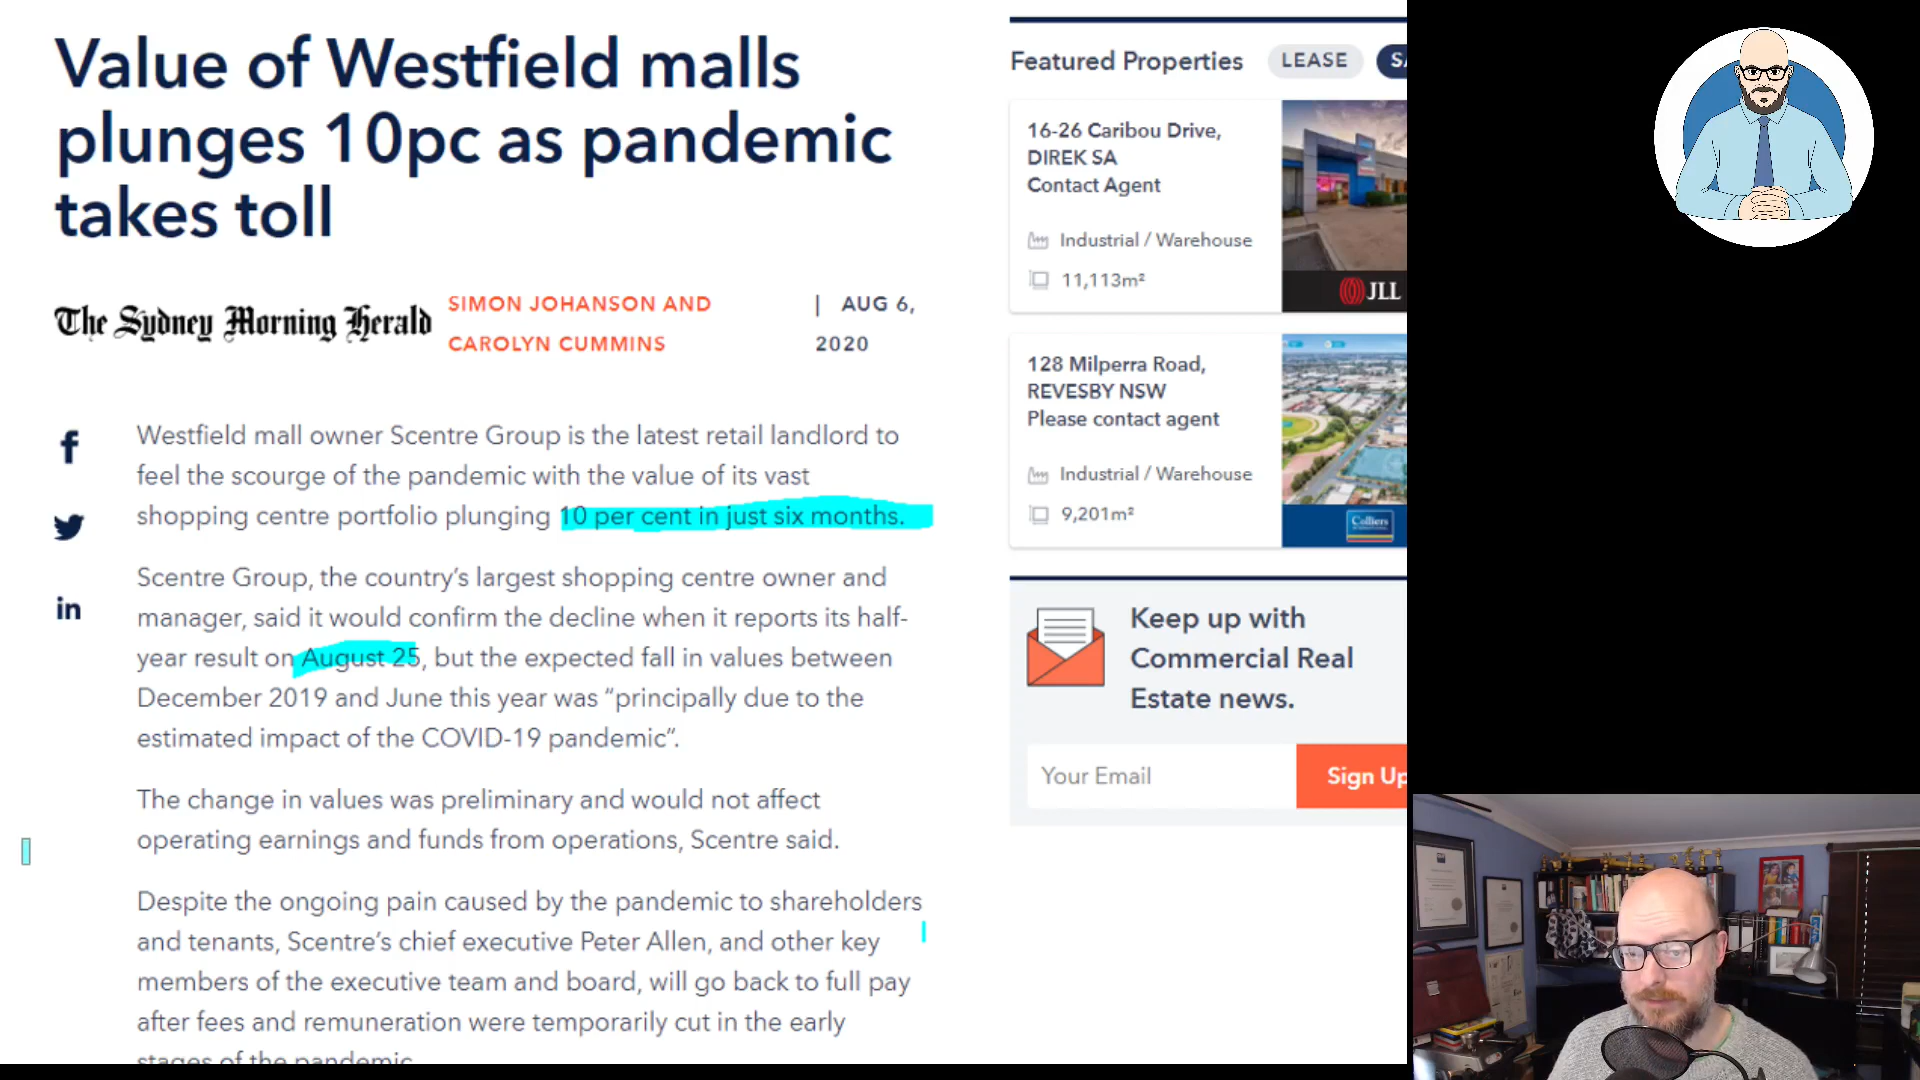 Value of Westfield malls
plunges 10pc as pandemic
takes toll
The Sydney Morning Herald
SIMON JOHANSON AND
CAROLYN CUMMINS
| AUG 6,
2020
Westfield mall owner Scentre Group is the latest retail landlord to
feel the scourge of the pandemic with the value of its vast
shopping centre portfolio plunging 10 per cent in just six months.
Scentre Group, the country’s largest shopping centre owner and
manager, said it would confirm the decline when it reports its half-
year result on August 25, but the expected fall in values between
December 2019 and June this year was “principally due to the
estimated impact of the COVID-19 pandemic”.
The change in values was preliminary and would not affect
operating earnings and funds from operations, Scentre said.
Despite the ongoing pain caused by the pandemic to shareholders
and tenants, Scentre’s chief executive Peter Allen, and other key
members of the executive team and board, will go back to full pay
after fees and remuneration were temporarily cut in the early
stages of the pandemic.
Featured Properties
LEASE
SA
16-26 Caribou Drive,
DIREK SA
Contact Agent
Industrial / Warehouse
11,113m²
JLL
128 Milperra Road,
REVESBY NSW
Please contact agent
Industrial / Warehouse
9,201m²
Colliers
Keep up with
Commercial Real
Estate news.
Your Email
Sign Up